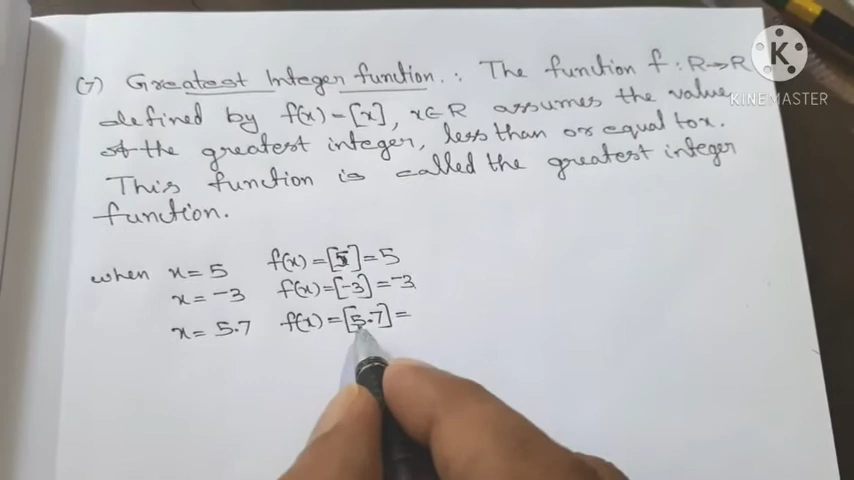 (7) Greatest Integer function : The function f : R→R
defined by f(x) = [x], x∈R assumes the value
of the greatest integer, less than or equal to x.
This function is called the greatest integer
function.
when x = 5 f(x) = [5] = 5
x = -3 f(x) = [-3] = -3
x = 5.7 f(x) = [5.7] =
K
KINEMASTER